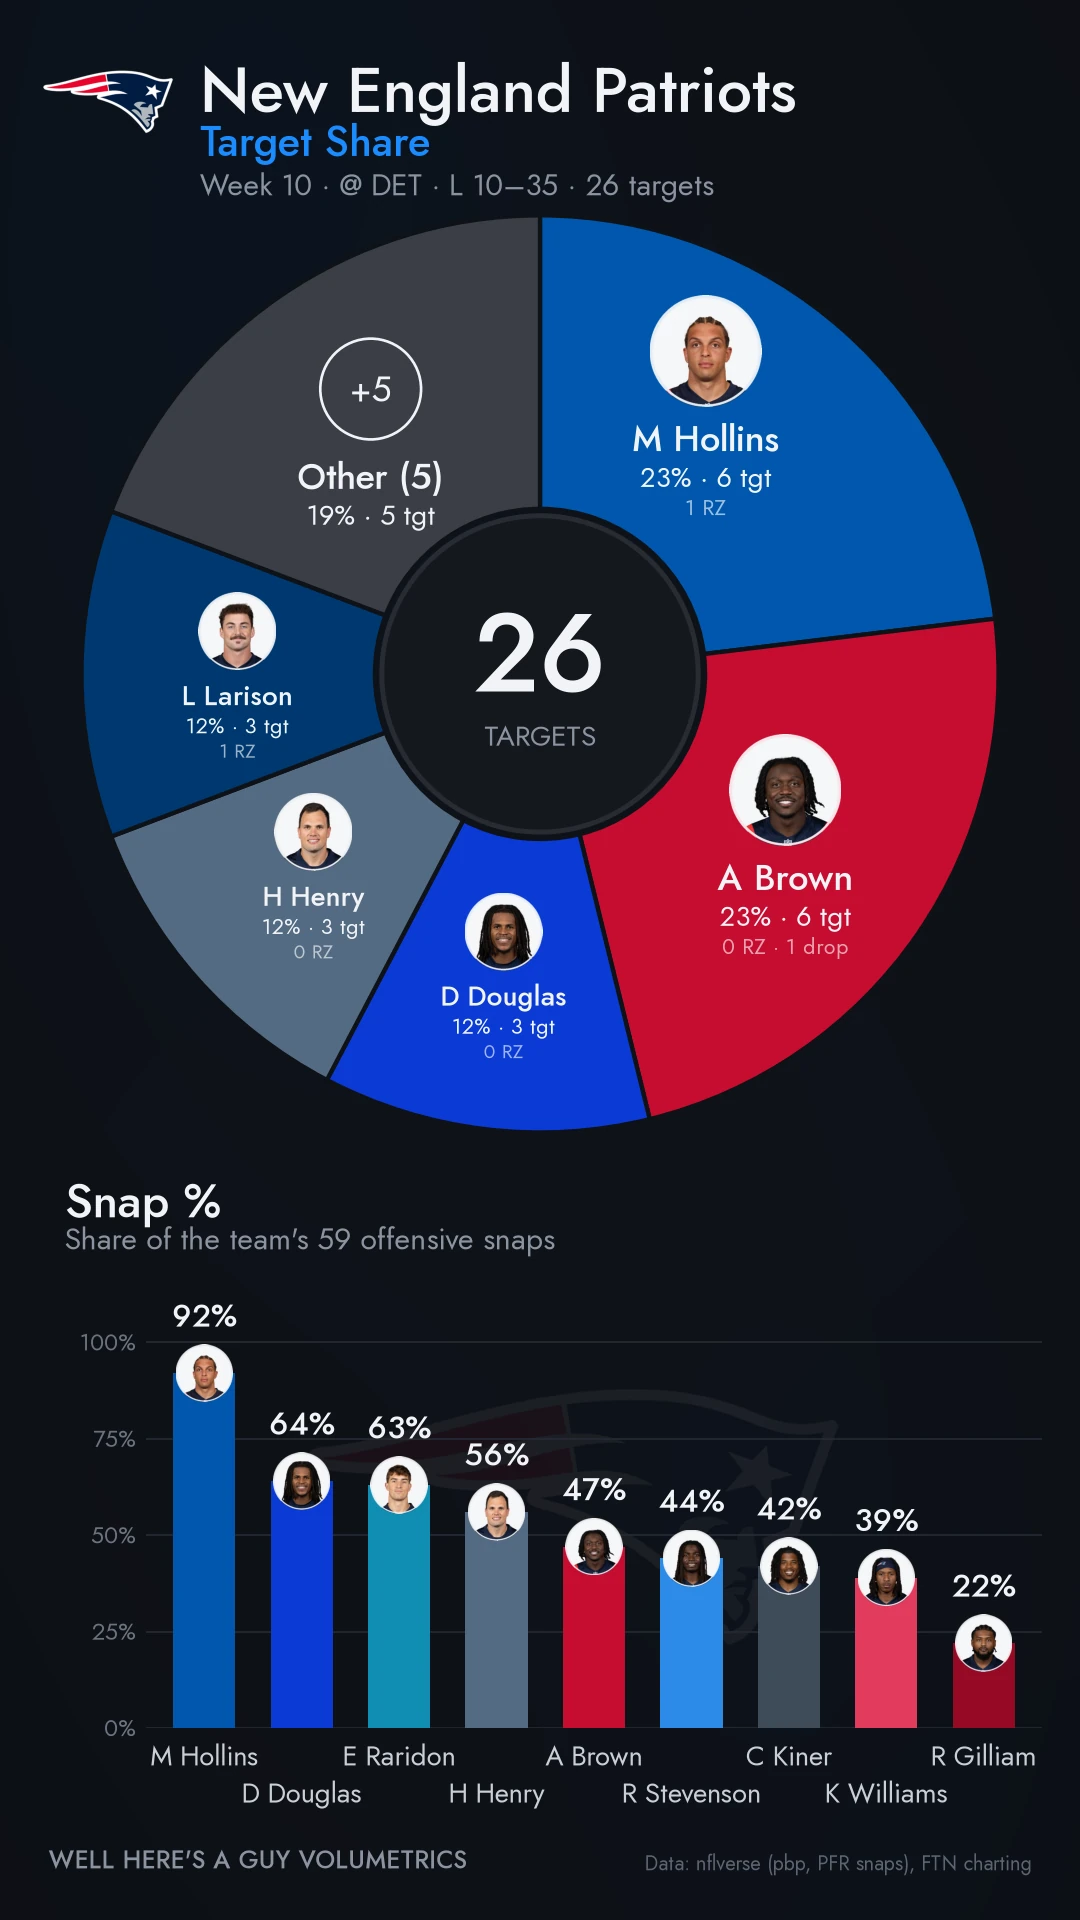 New England Patriots
Target Share
Week 10 · @ DET · L 10–35 · 26 targets
+5
Other (5)
19% · 5 tgt
M Hollins
23% · 6 tgt
1 RZ
L Larison
12% · 3 tgt
1 RZ
26
TARGETS
A Brown
23% · 6 tgt
0 RZ · 1 drop
H Henry
12% · 3 tgt
0 RZ
D Douglas
12% · 3 tgt
0 RZ
Snap %
Share of the team's 59 offensive snaps
100%
75%
50%
25%
0%
92%
64%
63%
56%
47%
44%
42%
39%
22%
M Hollins
D Douglas
E Raridon
H Henry
A Brown
R Stevenson
C Kiner
K Williams
R Gilliam
WELL HERE'S A GUY VOLUMETRICS
Data: nflverse (pbp, PFR snaps), FTN charting